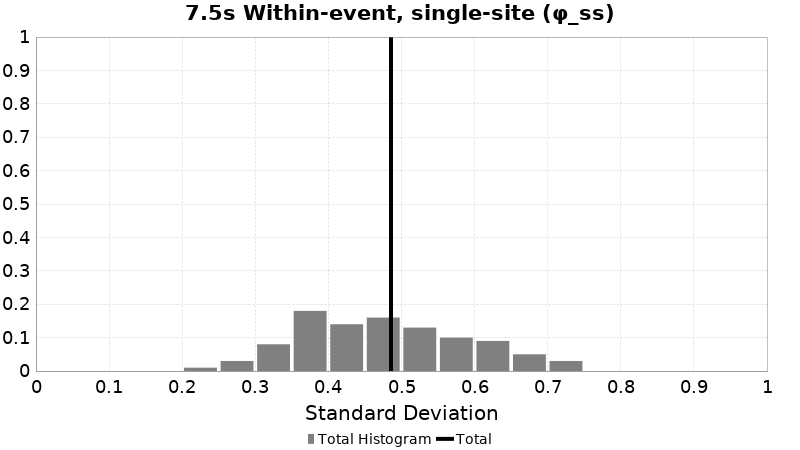 7.5s Within-event, single-site (φ_ss)
1
0.9
0.8
0.7
0.6
0.5
0.4
0.3
0.2
0.1
0
0 0.1 0.2 0.3 0.4 0.5 0.6 0.7 0.8 0.9 1
Standard Deviation
Total Histogram Total